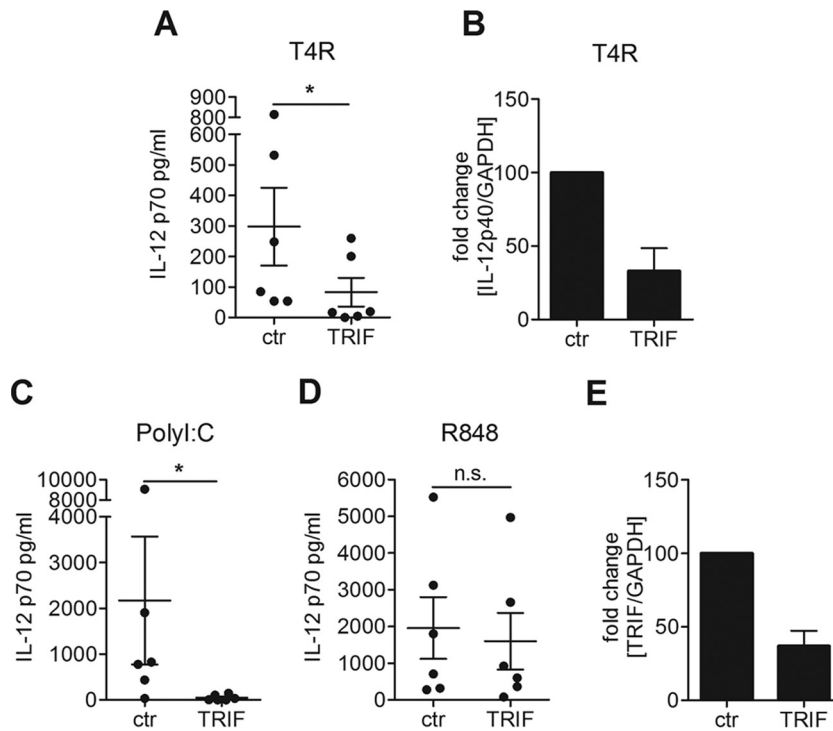 A
T4R
IL-12 p70 pg/ml
900
800
600
500
400
300
200
100
0
*
ctr
TRIF
B
T4R
fold change
[IL-12p40/GAPDH]
150
100
50
0
ctr
TRIF
C
PolyI:C
IL-12 p70 pg/ml
10000
8000
4000
3000
2000
1000
0
*
ctr
TRIF
D
R848
IL-12 p70 pg/ml
6000
5000
4000
3000
2000
1000
0
n.s.
ctr
TRIF
E
fold change
[TRIF/GAPDH]
150
100
50
0
ctr
TRIF